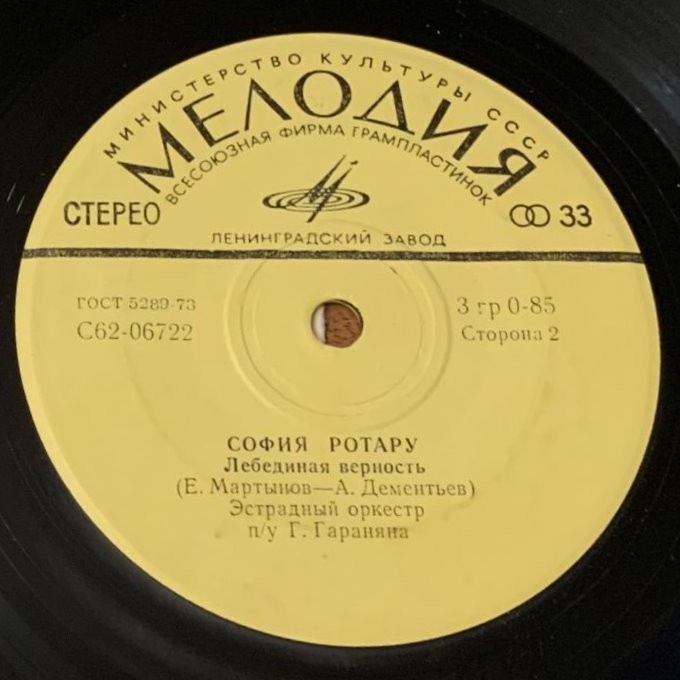 МИНИСТЕРСТВО КУЛЬТУРЫ СССР
МЕЛОДИЯ
ВСЕСОЮЗНАЯ ФИРМА ГРАМПЛАСТИНОК
СТЕРЕО
33
ЛЕНИНГРАДСКИЙ ЗАВОД
ГОСТ 5289-73
С62-06722
3 гр 0-85
Сторона 2
СОФИЯ РОТАРУ
Лебединая верность
(Е. Мартынов—А. Дементьев)
Эстрадный оркестр
п/у Г. Гараняна